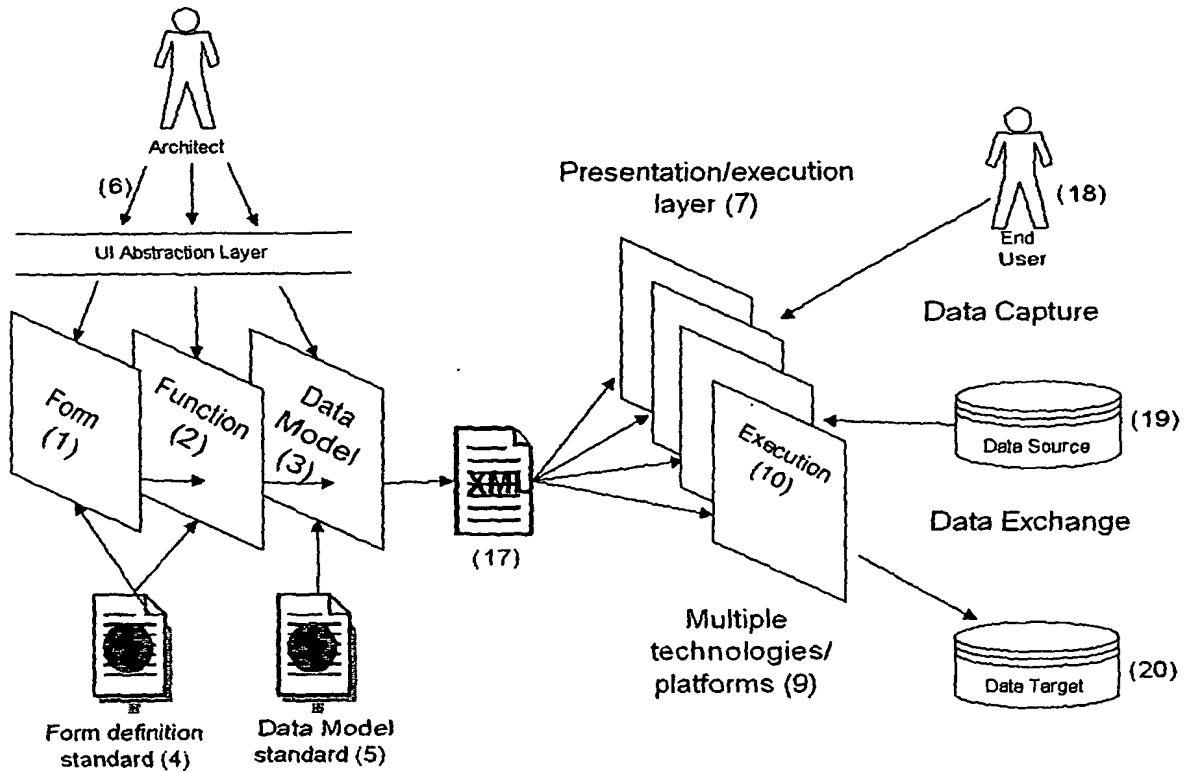 Architect
(6)
UI Abstraction Layer
Form
(1)
Function
(2)
Data
Model
(3)
Form definition
standard (4)
Data Model
standard (5)
XML
(17)
Presentation/execution
layer (7)
Execution
(10)
Multiple
technologies/
platforms (9)
(18)
End
User
Data Capture
Data Source
(19)
Data Exchange
Data Target
(20)